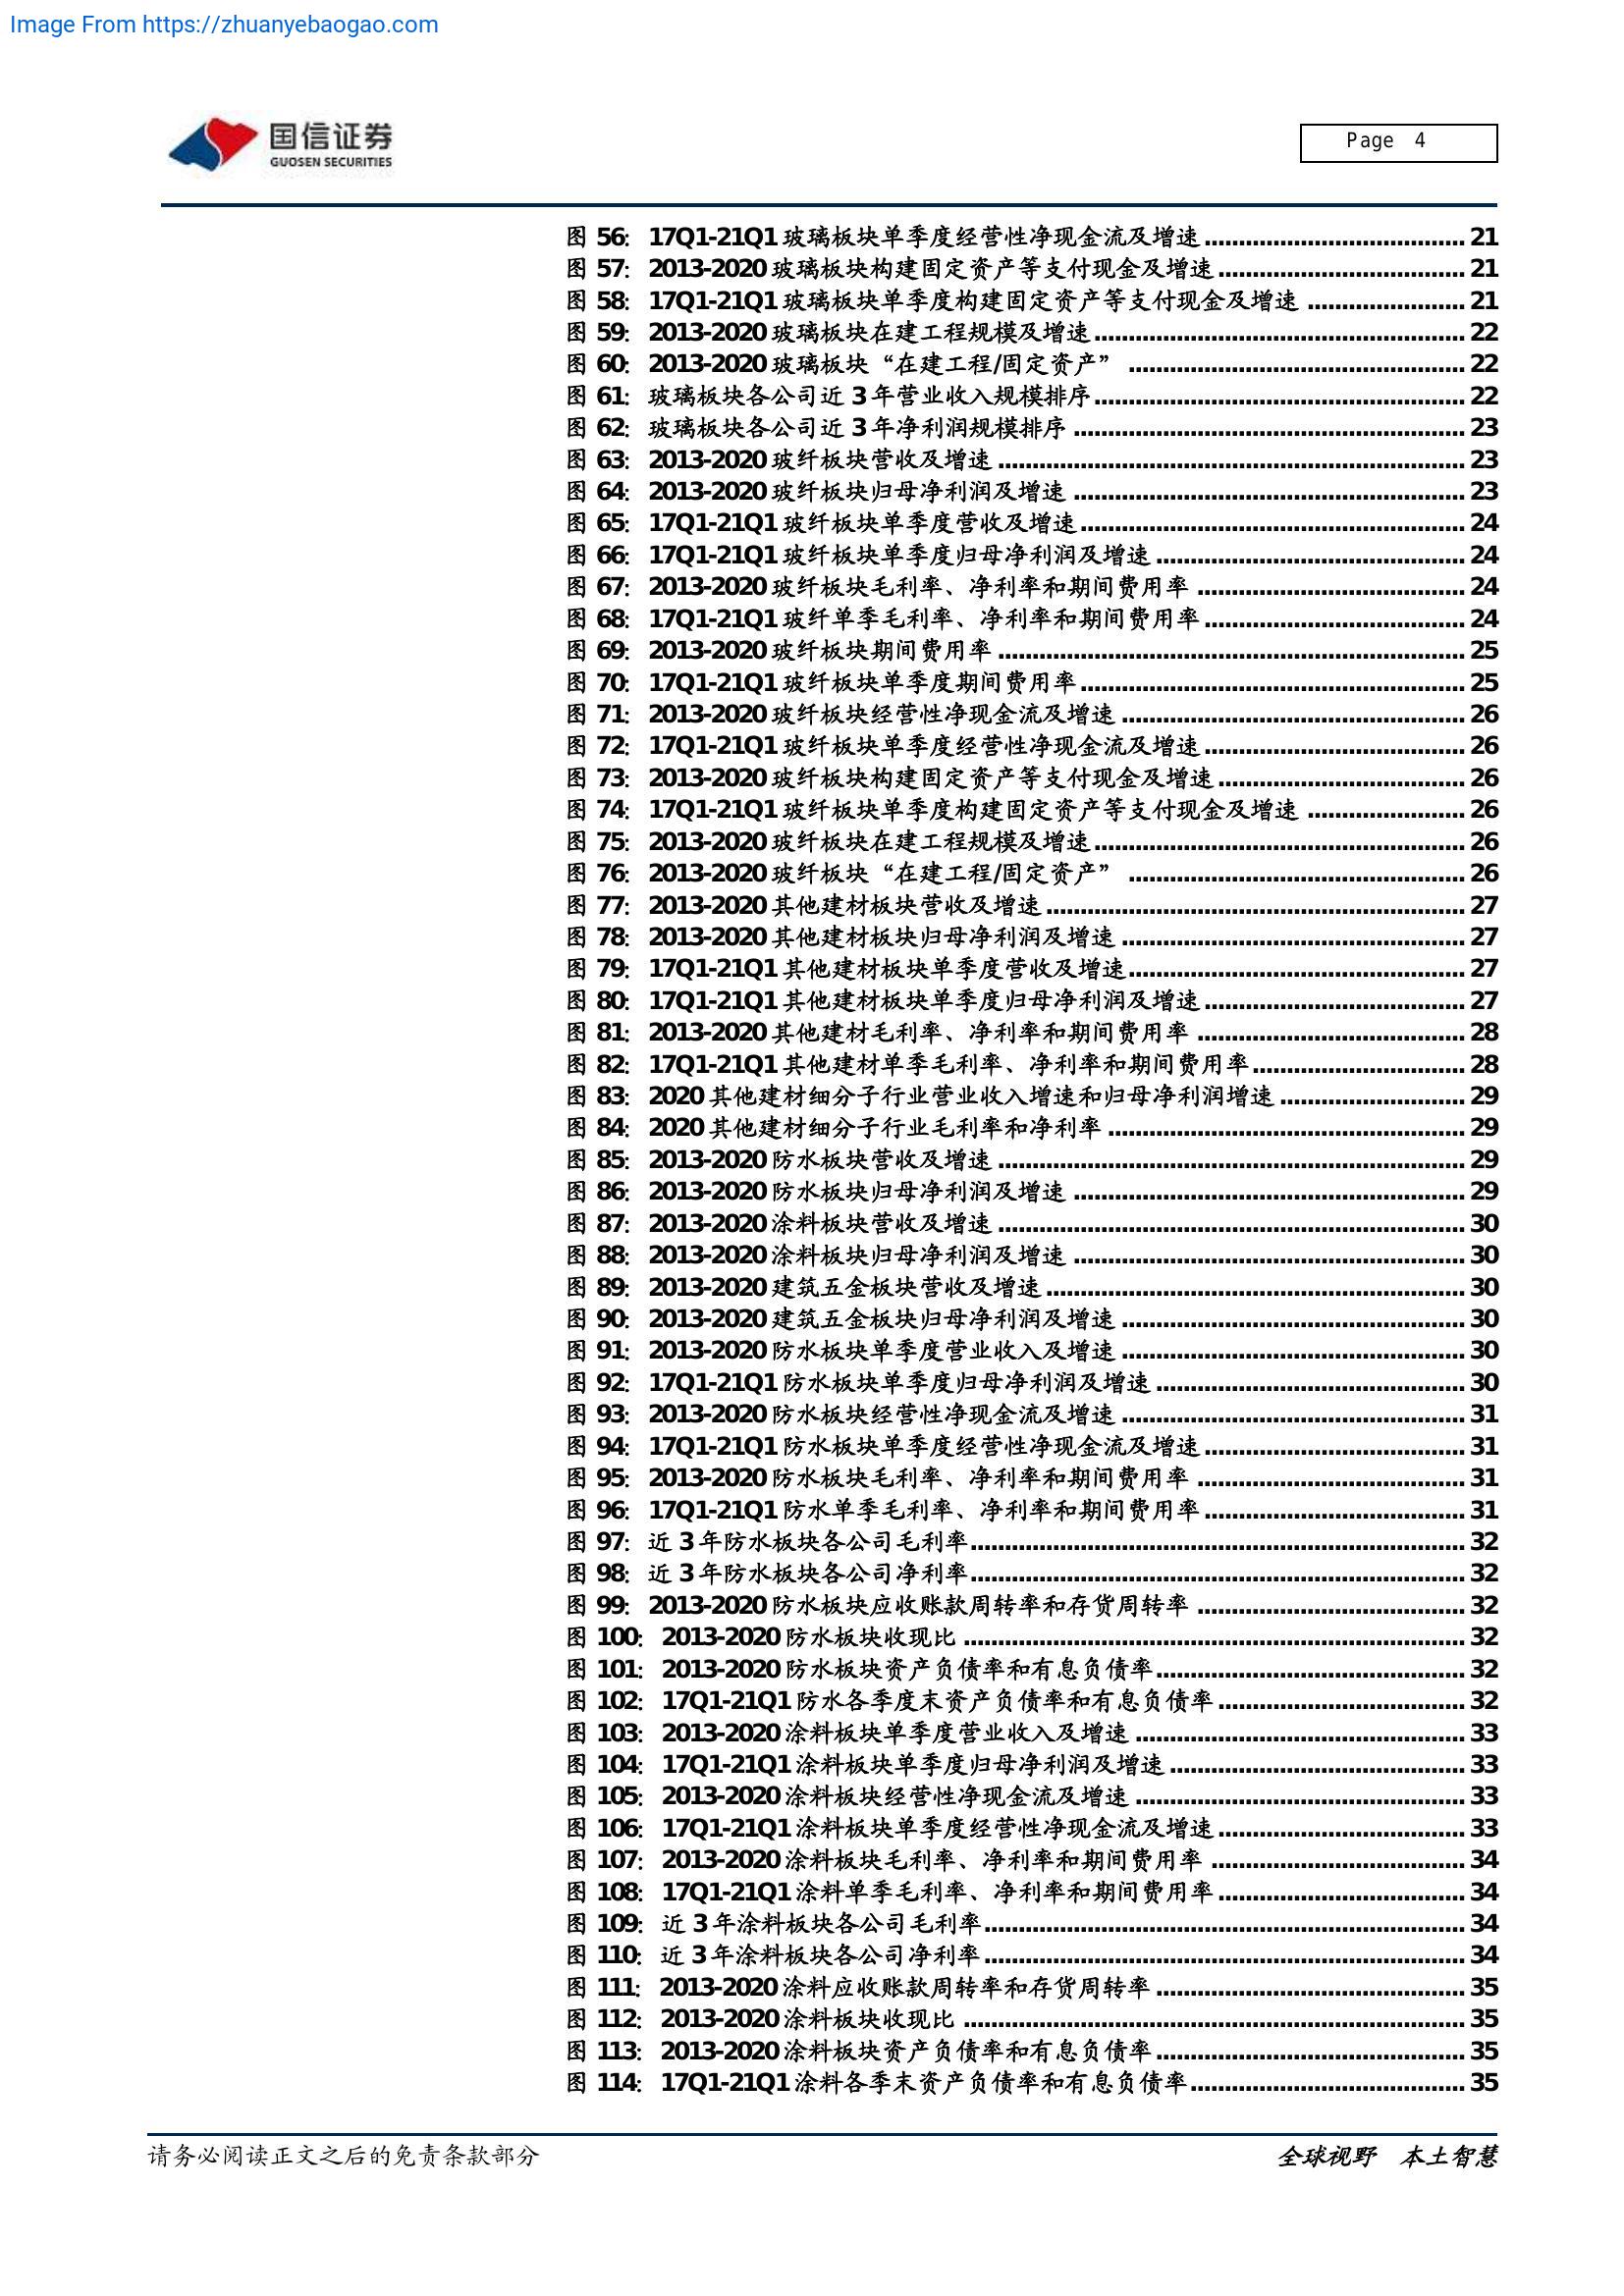 Image From https://zhuanyebaogao.com
国信证券
GUOSEN SECURITIES
Page 4
图 56: 17Q1-21Q1 玻璃板块单季度经营性净现金流及增速 21
图 57: 2013-2020 玻璃板块构建固定资产等支付现金及增速 21
图 58: 17Q1-21Q1 玻璃板块单季度构建固定资产等支付现金及增速 21
图 59: 2013-2020 玻璃板块在建工程规模及增速 22
图 60: 2013-2020 玻璃板块“在建工程/固定资产” 22
图 61: 玻璃板块各公司近 3 年营业收入规模排序 22
图 62: 玻璃板块各公司近 3 年净利润规模排序 23
图 63: 2013-2020 玻纤板块营收及增速 23
图 64: 2013-2020 玻纤板块归母净利润及增速 23
图 65: 17Q1-21Q1 玻纤板块单季度营收及增速 24
图 66: 17Q1-21Q1 玻纤板块单季度归母净利润及增速 24
图 67: 2013-2020 玻纤板块毛利率、净利率和期间费用率 24
图 68: 17Q1-21Q1 玻纤单季毛利率、净利率和期间费用率 24
图 69: 2013-2020 玻纤板块期间费用率 25
图 70: 17Q1-21Q1 玻纤板块单季度期间费用率 25
图 71: 2013-2020 玻纤板块经营性净现金流及增速 26
图 72: 17Q1-21Q1 玻纤板块单季度经营性净现金流及增速 26
图 73: 2013-2020 玻纤板块构建固定资产等支付现金及增速 26
图 74: 17Q1-21Q1 玻纤板块单季度构建固定资产等支付现金及增速 26
图 75: 2013-2020 玻纤板块在建工程规模及增速 26
图 76: 2013-2020 玻纤板块“在建工程/固定资产” 26
图 77: 2013-2020 其他建材板块营收及增速 27
图 78: 2013-2020 其他建材板块归母净利润及增速 27
图 79: 17Q1-21Q1 其他建材板块单季度营收及增速 27
图 80: 17Q1-21Q1 其他建材板块单季度归母净利润及增速 27
图 81: 2013-2020 其他建材毛利率、净利率和期间费用率 28
图 82: 17Q1-21Q1 其他建材单季毛利率、净利率和期间费用率 28
图 83: 2020 其他建材细分子行业营业收入增速和归母净利润增速 29
图 84: 2020 其他建材细分子行业毛利率和净利率 29
图 85: 2013-2020 防水板块营收及增速 29
图 86: 2013-2020 防水板块归母净利润及增速 29
图 87: 2013-2020 涂料板块营收及增速 30
图 88: 2013-2020 涂料板块归母净利润及增速 30
图 89: 2013-2020 建筑五金板块营收及增速 30
图 90: 2013-2020 建筑五金板块归母净利润及增速 30
图 91: 2013-2020 防水板块单季度营业收入及增速 30
图 92: 17Q1-21Q1 防水板块单季度归母净利润及增速 30
图 93: 2013-2020 防水板块经营性净现金流及增速 31
图 94: 17Q1-21Q1 防水板块单季度经营性净现金流及增速 31
图 95: 2013-2020 防水板块毛利率、净利率和期间费用率 31
图 96: 17Q1-21Q1 防水单季毛利率、净利率和期间费用率 31
图 97: 近 3 年防水板块各公司毛利率 32
图 98: 近 3 年防水板块各公司净利率 32
图 99: 2013-2020 防水板块应收账款周转率和存货周转率 32
图 100: 2013-2020 防水板块收现比 32
图 101: 2013-2020 防水板块资产负债率和有息负债率 32
图 102: 17Q1-21Q1 防水各季度末资产负债率和有息负债率 32
图 103: 2013-2020 涂料板块单季度营业收入及增速 33
图 104: 17Q1-21Q1 涂料板块单季度归母净利润及增速 33
图 105: 2013-2020 涂料板块经营性净现金流及增速 33
图 106: 17Q1-21Q1 涂料板块单季度经营性净现金流及增速 33
图 107: 2013-2020 涂料板块毛利率、净利率和期间费用率 34
图 108: 17Q1-21Q1 涂料单季毛利率、净利率和期间费用率 34
图 109: 近 3 年涂料板块各公司毛利率 34
图 110: 近 3 年涂料板块各公司净利率 34
图 111: 2013-2020 涂料应收账款周转率和存货周转率 35
图 112: 2013-2020 涂料板块收现比 35
图 113: 2013-2020 涂料板块资产负债率和有息负债率 35
图 114: 17Q1-21Q1 涂料各季末资产负债率和有息负债率 35
请务必阅读正文之后的免责条款部分
全球视野 本土智慧